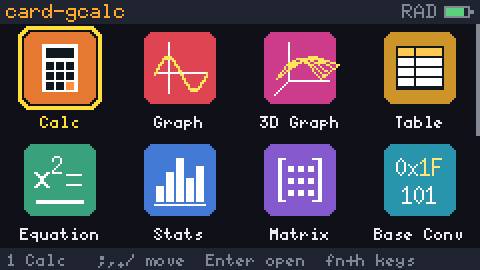 card-gcalc RAD
Calc Graph 3D Graph Table
x²= 0x1F
101
Equation Stats Matrix Base Conv
1 Calc ;,./ move Enter open fn+h keys